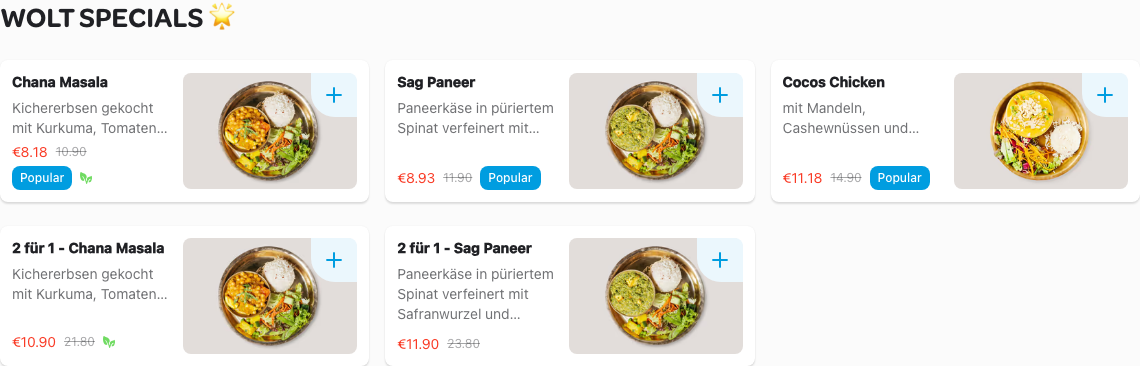 WOLT SPECIALS 🌟
Chana Masala
Kichererbsen gekocht
mit Kurkuma, Tomaten...
€8.18 10.90
Popular
Sag Paneer
Paneerkäse in püriertem
Spinat verfeinert mit...
€8.93 11.90 Popular
Cocos Chicken
mit Mandeln,
Cashewnüssen und...
€11.18 14.90 Popular
2 für 1 - Chana Masala
Kichererbsen gekocht
mit Kurkuma, Tomaten...
€10.90 21.80
2 für 1 - Sag Paneer
Paneerkäse in püriertem
Spinat verfeinert mit
Safranwurzel und...
€11.90 23.80